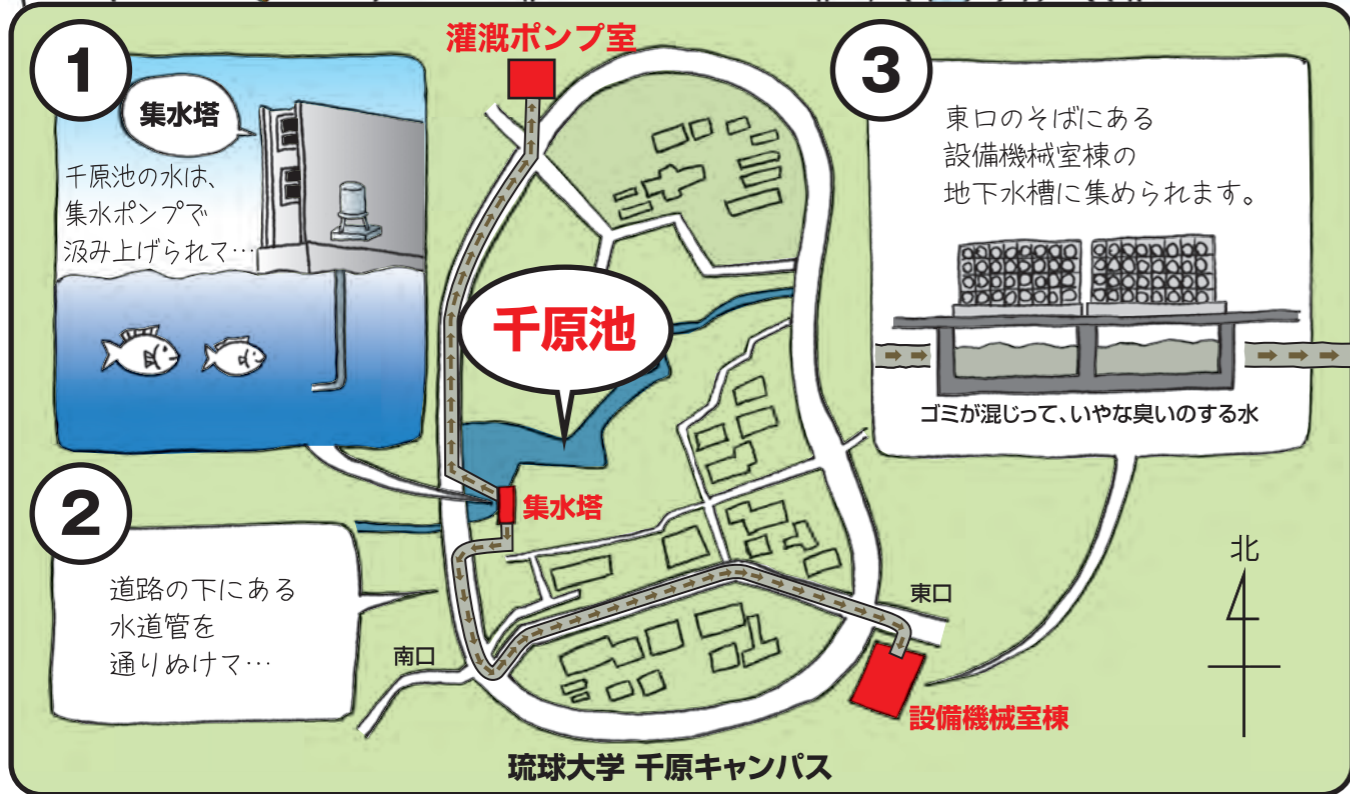 1
集水塔
千原池の水は、
集水ポンプで
汲み上げられて…
灌漑ポンプ室
3
東口のそばにある
設備機械室棟の
地下水槽に集められます。
ゴミが混じって、いやな臭いのする水
千原池
集水塔
2
道路の下にある
水道管を
通りぬけて…
南口
東口
北
設備機械室棟
琉球大学 千原キャンパス